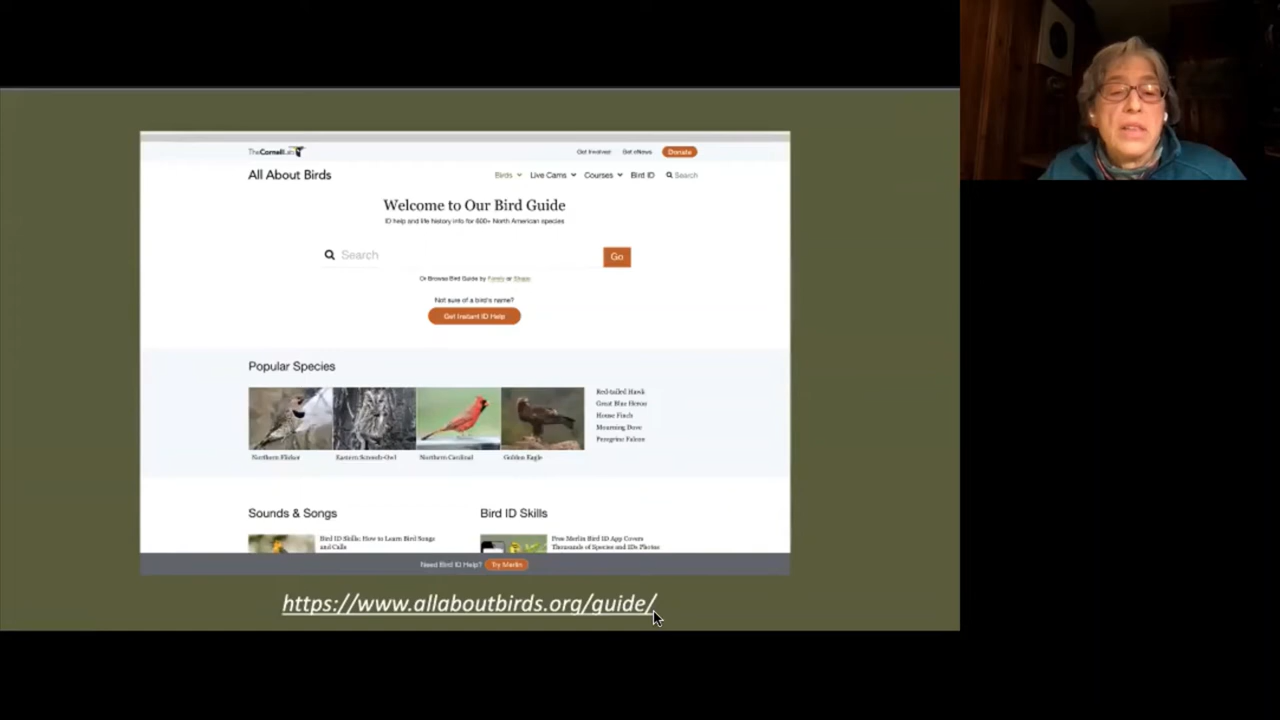 TheCornellLab
Get Involved Get eNews Donate
All About Birds
Birds Live Cams Courses Bird ID Search
Welcome to Our Bird Guide
ID help and life history info for 600+ North American species
Search Go
Or Browse Bird Guide by Family or Shape
Not sure of a bird's name?
Get Instant ID Help
Popular Species
Red-tailed Hawk
Great Blue Heron
House Finch
Mourning Dove
Peregrine Falcon
Northern Flicker Eastern Screech-Owl Northern Cardinal Golden Eagle
Sounds & Songs
Bird ID Skills: How to Learn Bird Songs
and Calls
Bird ID Skills
Free Merlin Bird ID App Covers
Thousands of Species and IDs Photos
Need Bird ID Help? Try Merlin
https://www.allaboutbirds.org/guide/